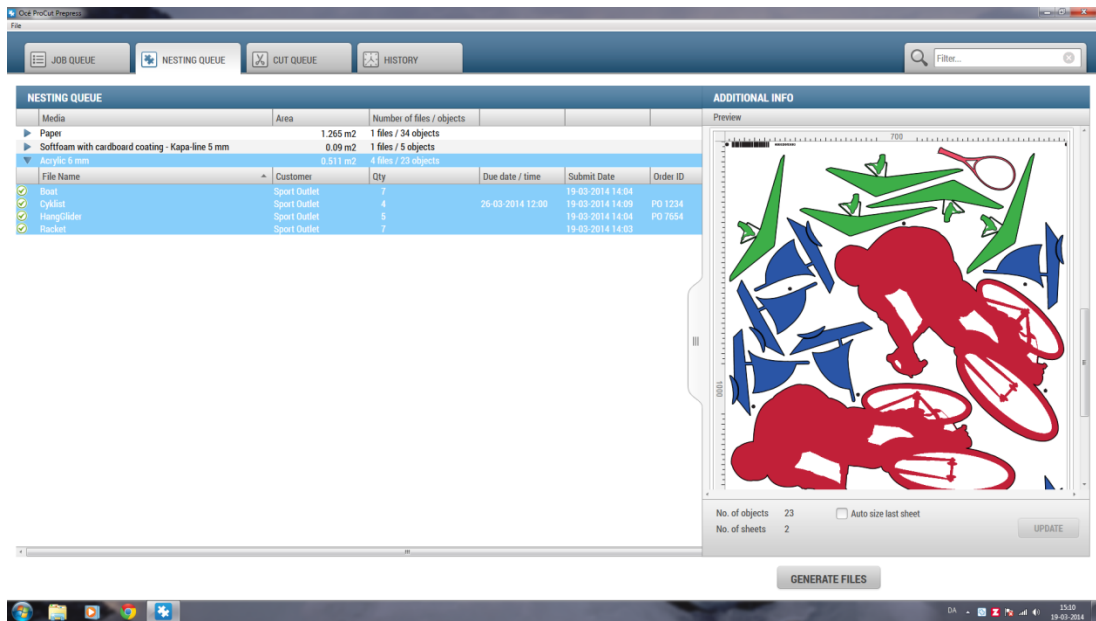 Océ ProCut Prepress
File
JOB QUEUE NESTING QUEUE CUT QUEUE HISTORY Filter...
NESTING QUEUE ADDITIONAL INFO
Media Area Number of files / objects Preview
Paper 1.265 m2 1 files / 34 objects
Softfoam with cardboard coating - Kapa-line 5 mm 0.09 m2 1 files / 5 objects
Acrylic 6 mm 0.511 m2 4 files / 23 objects
File Name Customer Qty Due date / time Submit Date Order ID
Boat Sport Outlet 7 19-03-2014 14:04
Cyklist Sport Outlet 4 26-03-2014 12:00 19-03-2014 14:09 PO 1234
HangGlider Sport Outlet 5 19-03-2014 14:04 PO 7654
Racket Sport Outlet 7 19-03-2014 14:03
700
1000
No. of objects 23 Auto size last sheet
No. of sheets 2 UPDATE
GENERATE FILES
DA 15:10
19-03-2014